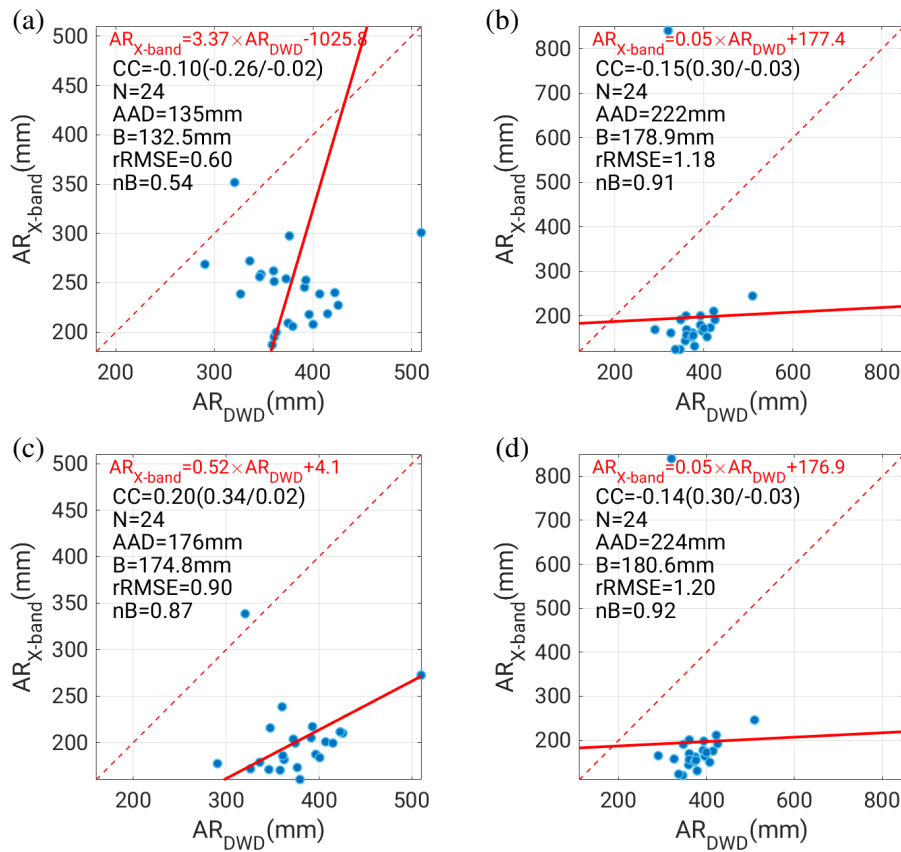 (a)
AR_X-band=3.37×AR_DWD-1025.8
CC=-0.10(-0.26/-0.02)
N=24
AAD=135mm
B=132.5mm
rRMSE=0.60
nB=0.54
500
450
400
350
300
250
200
AR_X-band(mm)
200 300 400 500
AR_DWD(mm)
(b)
AR_X-band=0.05×AR_DWD+177.4
CC=-0.15(0.30/-0.03)
N=24
AAD=222mm
B=178.9mm
rRMSE=1.18
nB=0.91
800
700
600
500
400
300
200
AR_X-band(mm)
200 400 600 800
AR_DWD(mm)
(c)
AR_X-band=0.52×AR_DWD+4.1
CC=0.20(0.34/0.02)
N=24
AAD=176mm
B=174.8mm
rRMSE=0.90
nB=0.87
500
450
400
350
300
250
200
AR_X-band(mm)
200 300 400 500
AR_DWD(mm)
(d)
AR_X-band=0.05×AR_DWD+176.9
CC=-0.14(0.30/-0.03)
N=24
AAD=224mm
B=180.6mm
rRMSE=1.20
nB=0.92
800
700
600
500
400
300
200
AR_X-band(mm)
200 400 600 800
AR_DWD(mm)